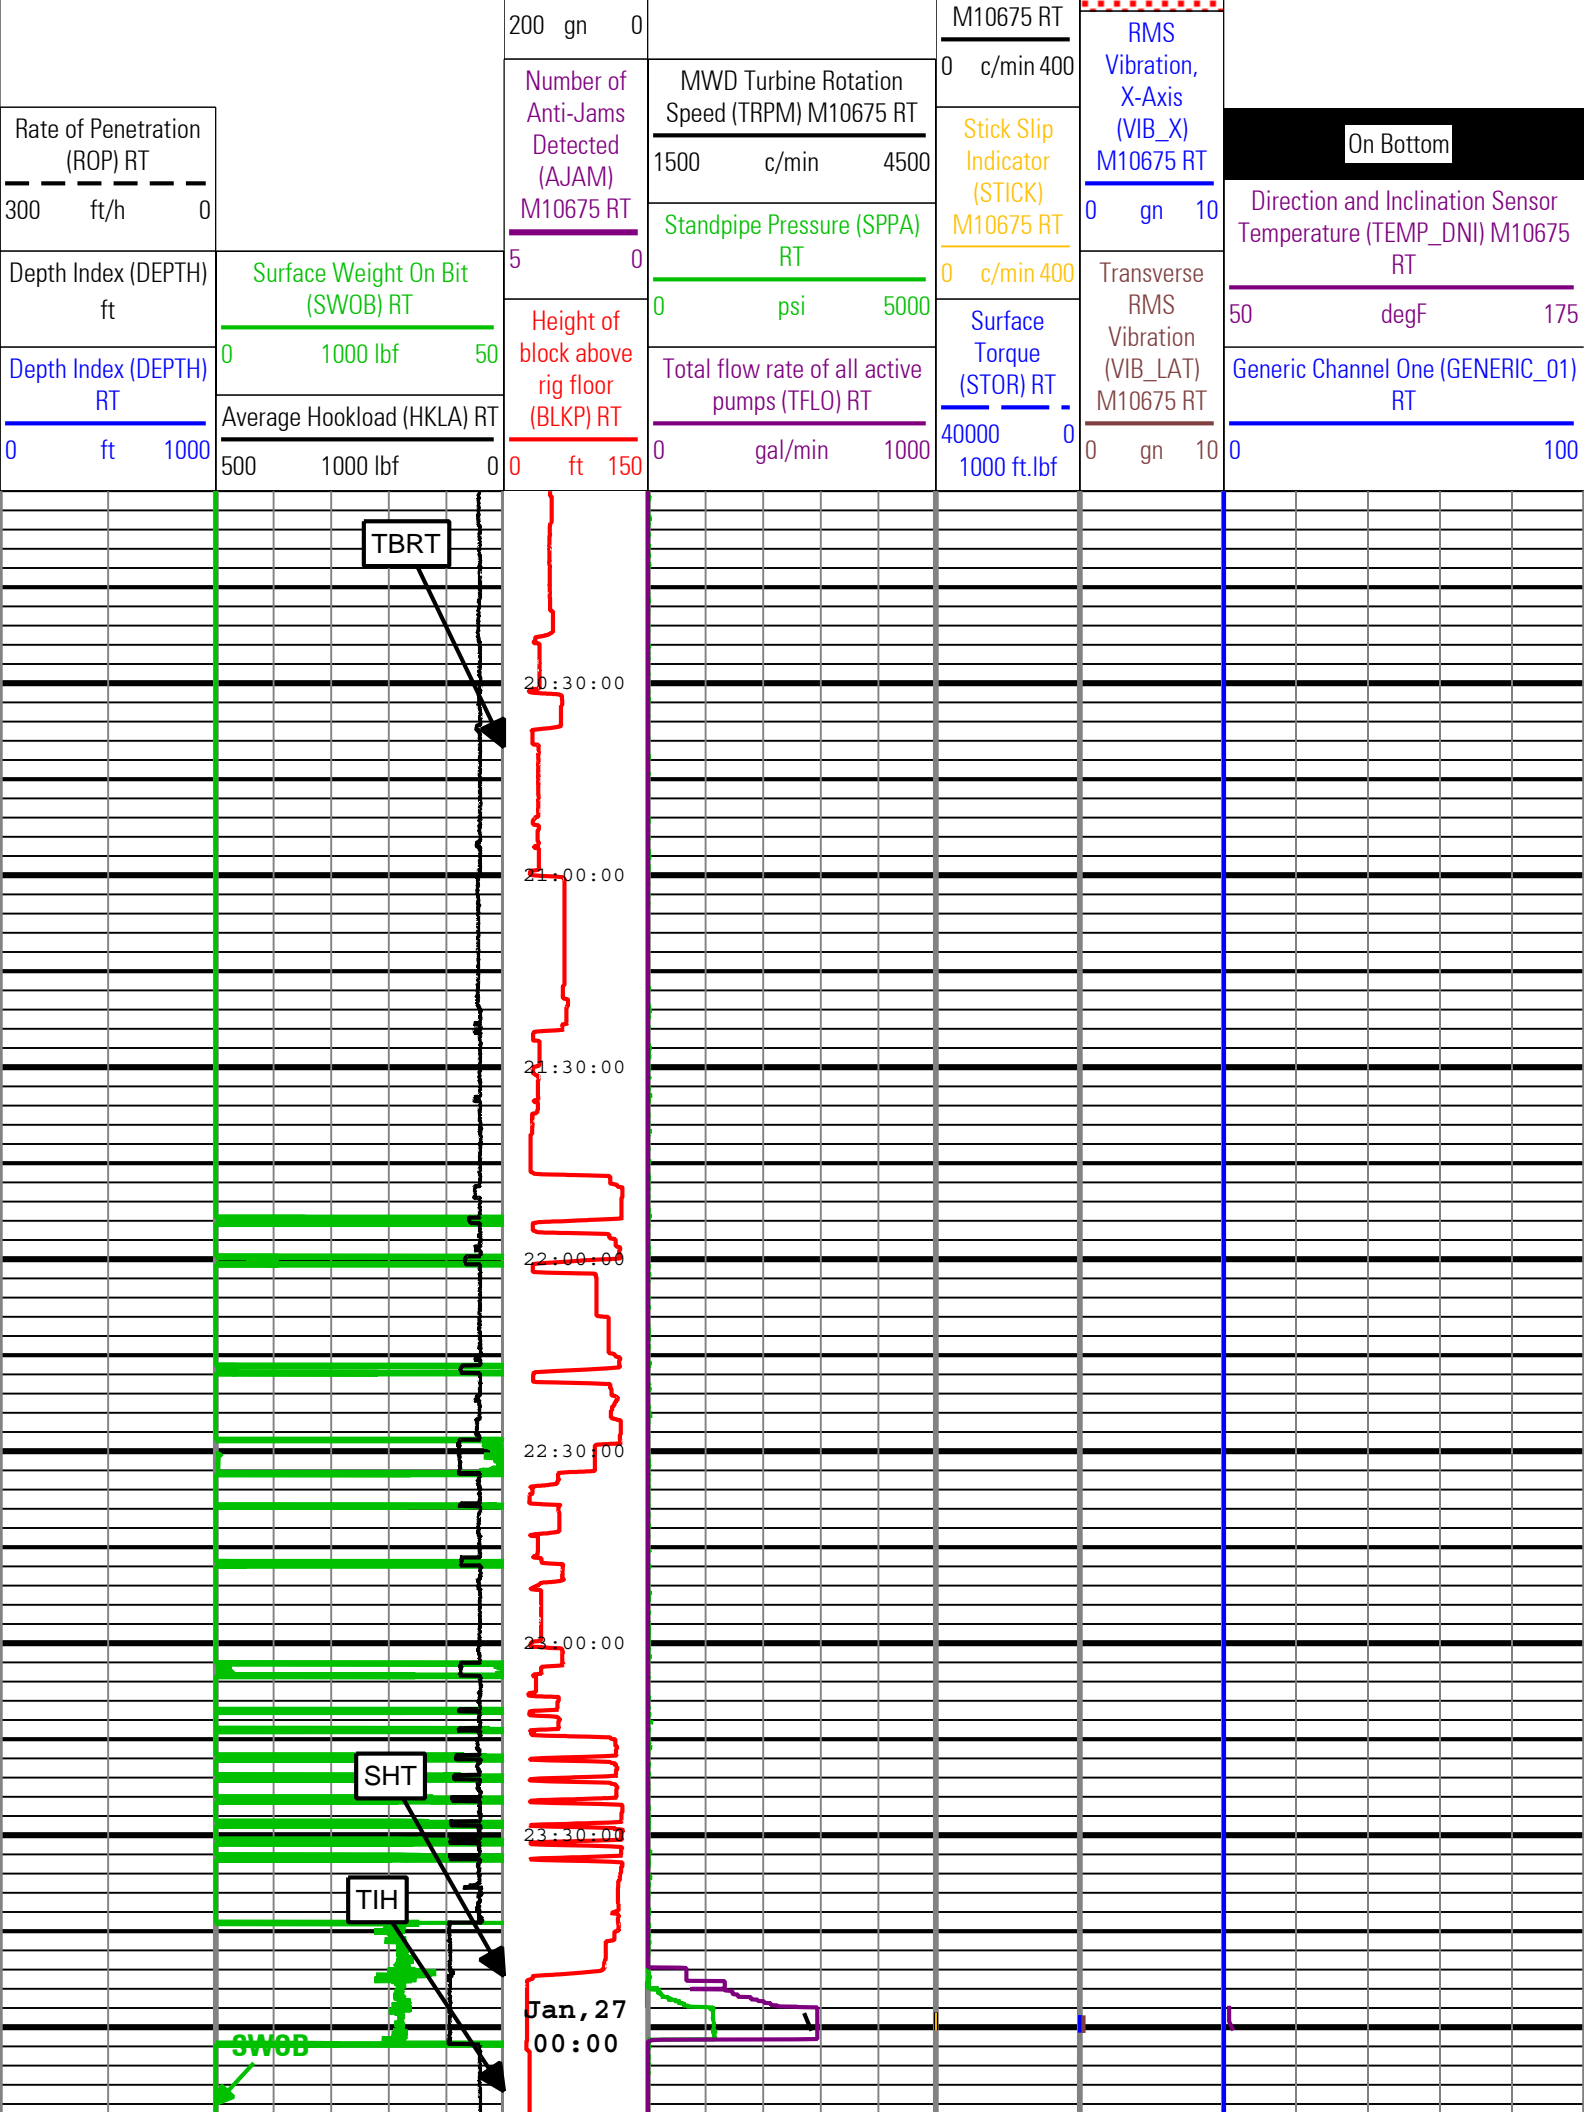 Rate of Penetration
(ROP) RT
300 ft/h 0
Depth Index (DEPTH)
ft
Depth Index (DEPTH)
RT
0 ft 1000
Surface Weight On Bit
(SWOB) RT
0 1000 lbf 50
Average Hookload (HKLA) RT
500 1000 lbf 0
200 gn 0
Number of
Anti-Jams
Detected
(AJAM)
M10675 RT
5 0
Height of
block above
rig floor
(BLKP) RT
0 ft 150
MWD Turbine Rotation
Speed (TRPM) M10675 RT
1500 c/min 4500
Standpipe Pressure (SPPA)
RT
0 psi 5000
Total flow rate of all active
pumps (TFLO) RT
0 gal/min 1000
M10675 RT
0 c/min 400
Stick Slip
Indicator
(STICK)
M10675 RT
0 c/min 400
Surface
Torque
(STOR) RT
40000 0
1000 ft.lbf
RMS
Vibration,
X-Axis
(VIB_X)
M10675 RT
0 gn 10
Transverse
RMS
Vibration
(VIB_LAT)
M10675 RT
0 gn 10
On Bottom
Direction and Inclination Sensor
Temperature (TEMP_DNI) M10675
RT
50 degF 175
Generic Channel One (GENERIC_01)
RT
0 100
TBRT
20:30:00
21:00:00
21:30:00
22:00:00
22:30:00
23:00:00
SHT
23:30:00
TIH
Jan,27
00:00
SWOB